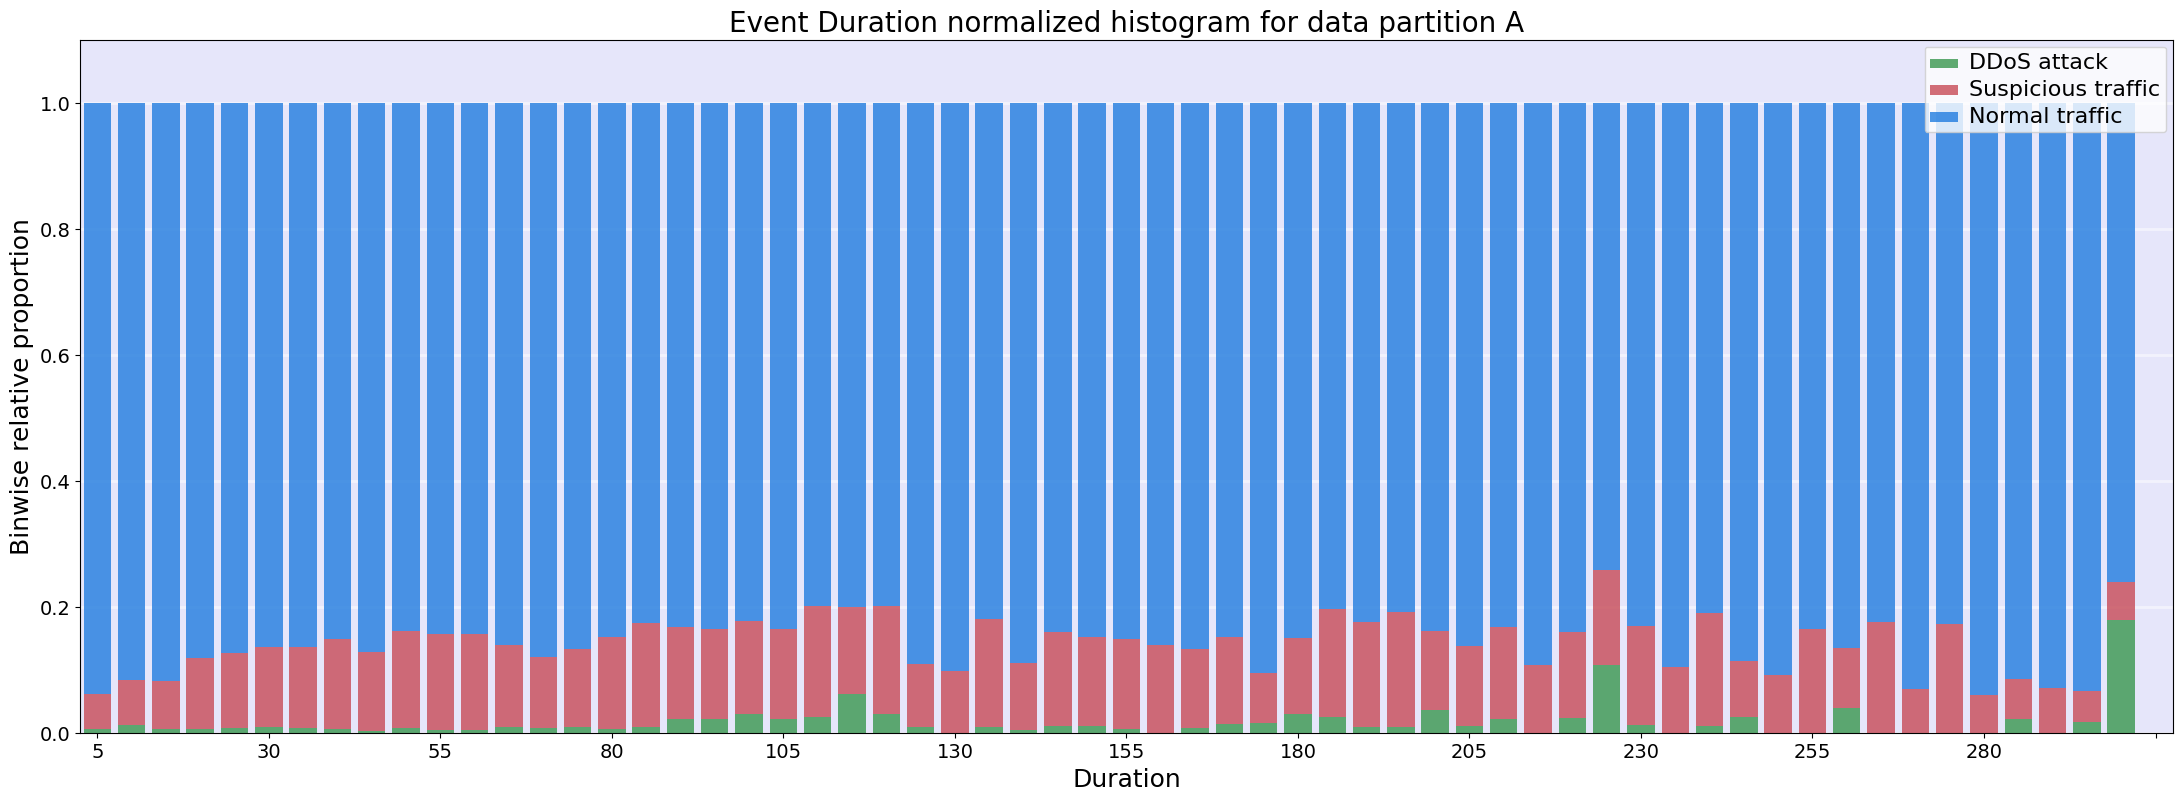 Event Duration normalized histogram for data partition A
DDoS attack
Suspicious traffic
Normal traffic
Binwise relative proportion
1.0
0.8
0.6
0.4
0.2
0.0
5 30 55 80 105 130 155 180 205 230 255 280
Duration